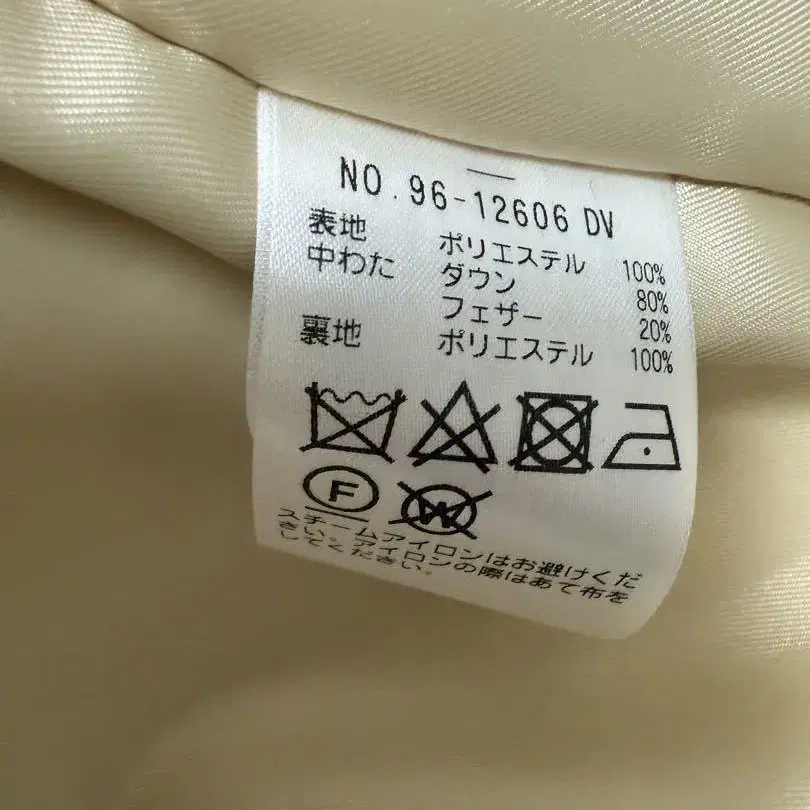 NO.96-12606 DV
表地 ポリエステル 100%
中わた ダウン 80%
フェザー 20%
裏地 ポリエステル 100%
F W
スチームアイロンはお避けくだ
さい。アイロンの際はあて布を
してください。